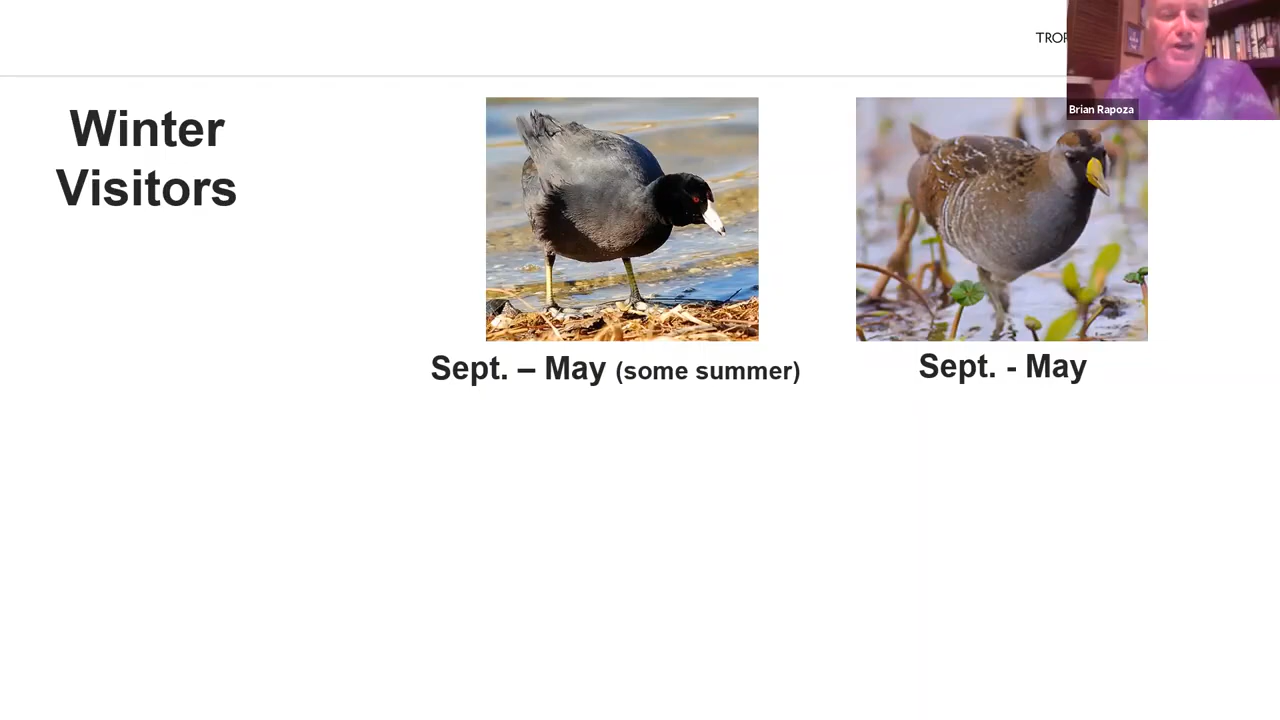 Winter
Visitors
Brian Rapoza
Sept. – May (some summer)
Sept. - May